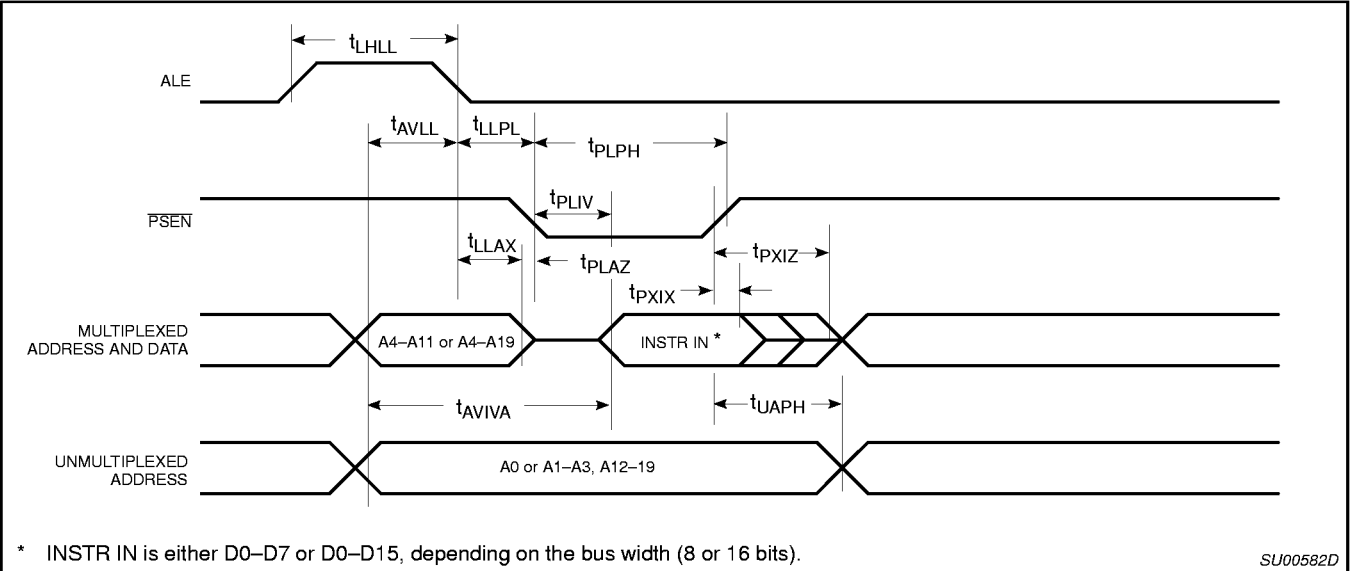 tLHLL
ALE
tAVLL
tLLPL
tPLPH
PSEN
tPLIV
tLLAX
tPLAZ
tPXIZ
tPXIX
MULTIPLEXED
ADDRESS AND DATA
A4–A11 or A4–A19
INSTR IN *
tAVIVA
tUAPH
UNMULTIPLEXED
ADDRESS
A0 or A1–A3, A12–19
* INSTR IN is either D0–D7 or D0–D15, depending on the bus width (8 or 16 bits).
SU00582D